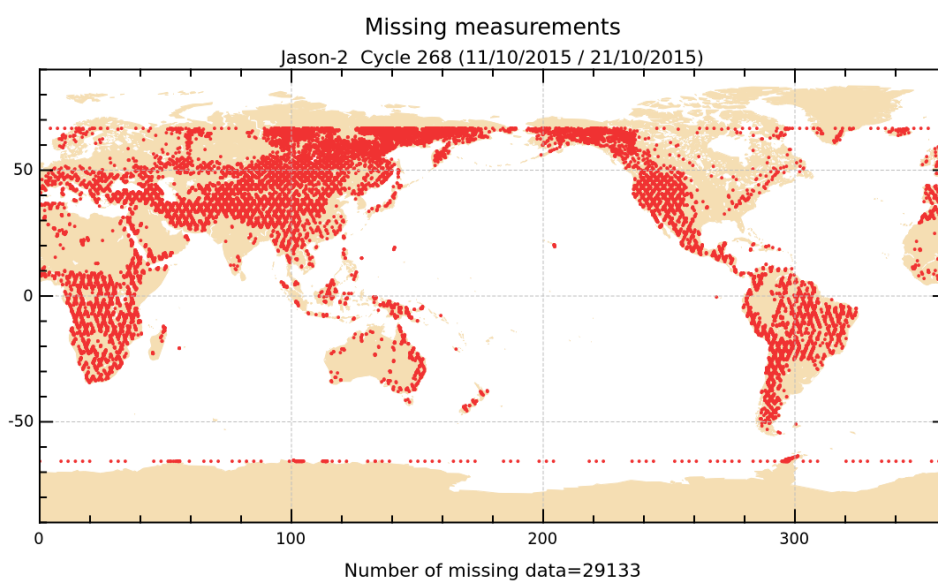 Missing measurements
Jason-2  Cycle 268 (11/10/2015 / 21/10/2015)
50
0
-50
0
100
200
300
Number of missing data=29133